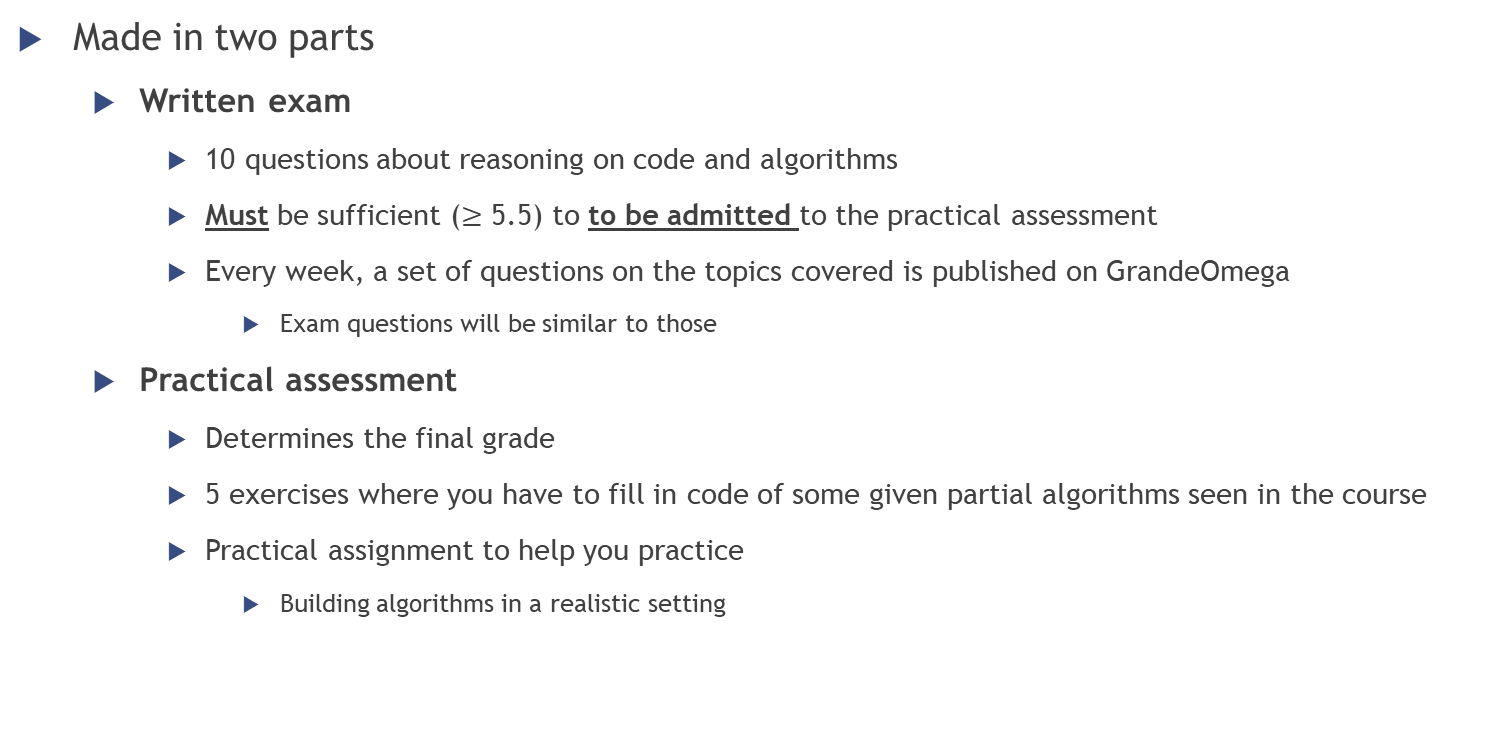 Made in two parts
Written exam
10 questions about reasoning on code and algorithms
Must be sufficient (≥ 5.5) to to be admitted to the practical assessment
Every week, a set of questions on the topics covered is published on GrandeOmega
Exam questions will be similar to those
Practical assessment
Determines the final grade
5 exercises where you have to fill in code of some given partial algorithms seen in the course
Practical assignment to help you practice
Building algorithms in a realistic setting